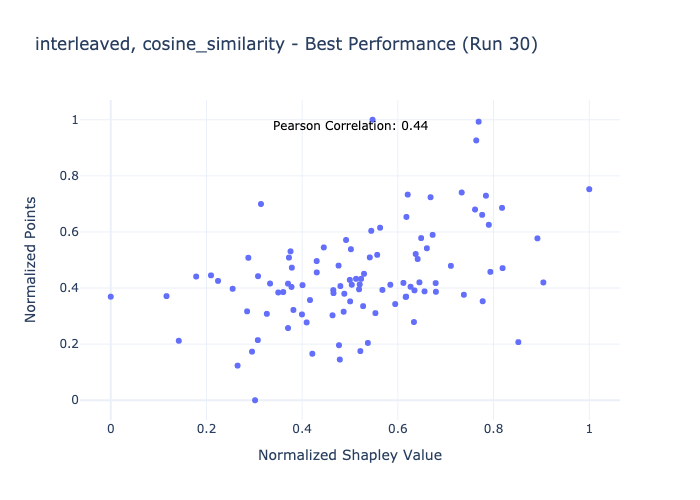 interleaved, cosine_similarity - Best Performance (Run 30)
Pearson Correlation: 0.44
1
0.8
0.6
0.4
0.2
0
Normalized Points
0 0.2 0.4 0.6 0.8 1
Normalized Shapley Value